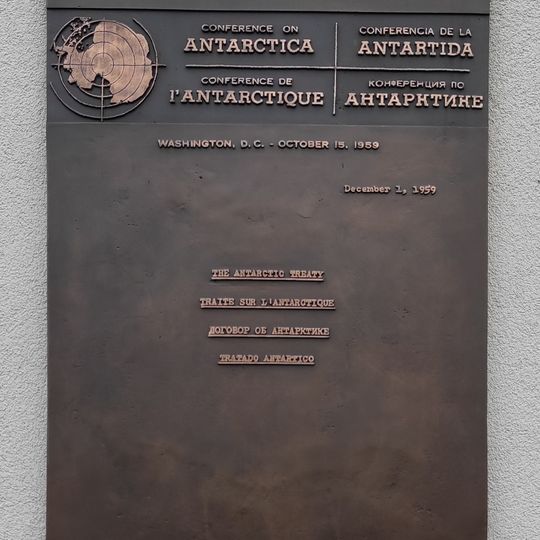 CONFERENCE ON
ANTARCTICA
CONFERENCIA DE LA
ANTARTIDA
CONFERENCE DE
l'ANTARCTIQUE
КОНФЕРЕНЦИЯ ПО
АНТАРКТИКЕ
WASHINGTON, D. C. - OCTOBER 15, 1959
December 1, 1959
THE ANTARCTIC TREATY
TRAITE SUR L'ANTARCTIQUE
ДОГОВОР ОБ АНТАРКТИКЕ
TRATADO ANTARTICO